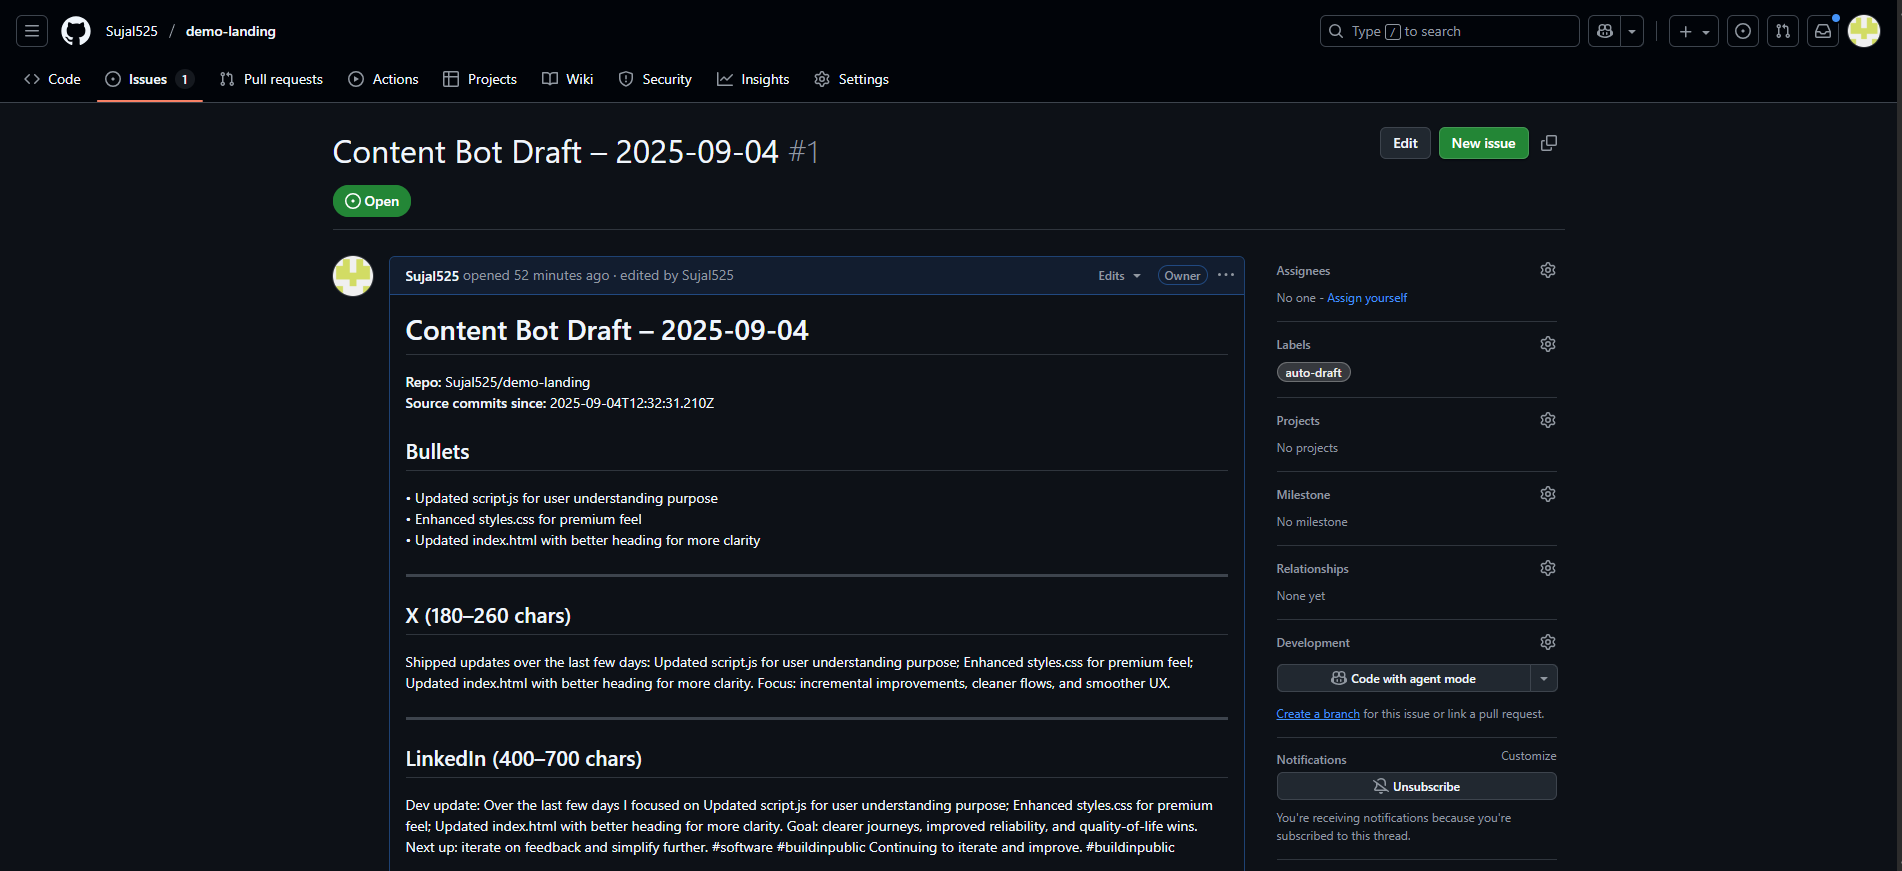 Sujal525 / demo-landing
Type / to search
Code
Issues 1
Pull requests
Actions
Projects
Wiki
Security
Insights
Settings
Content Bot Draft – 2025-09-04 #1
Edit
New issue
Open
Sujal525 opened 52 minutes ago · edited by Sujal525
Edits
Owner
Content Bot Draft – 2025-09-04
Repo: Sujal525/demo-landing
Source commits since: 2025-09-04T12:32:31.210Z
Bullets
• Updated script.js for user understanding purpose
• Enhanced styles.css for premium feel
• Updated index.html with better heading for more clarity
X (180–260 chars)
Shipped updates over the last few days: Updated script.js for user understanding purpose; Enhanced styles.css for premium feel;
Updated index.html with better heading for more clarity. Focus: incremental improvements, cleaner flows, and smoother UX.
LinkedIn (400–700 chars)
Dev update: Over the last few days I focused on Updated script.js for user understanding purpose; Enhanced styles.css for premium
feel; Updated index.html with better heading for more clarity. Goal: clearer journeys, improved reliability, and quality-of-life wins.
Next up: iterate on feedback and simplify further. #software #buildinpublic Continuing to iterate and improve. #buildinpublic
Assignees
No one - Assign yourself
Labels
auto-draft
Projects
No projects
Milestone
No milestone
Relationships
None yet
Development
Code with agent mode
Create a branch for this issue or link a pull request.
Notifications
Customize
Unsubscribe
You're receiving notifications because you're
subscribed to this thread.